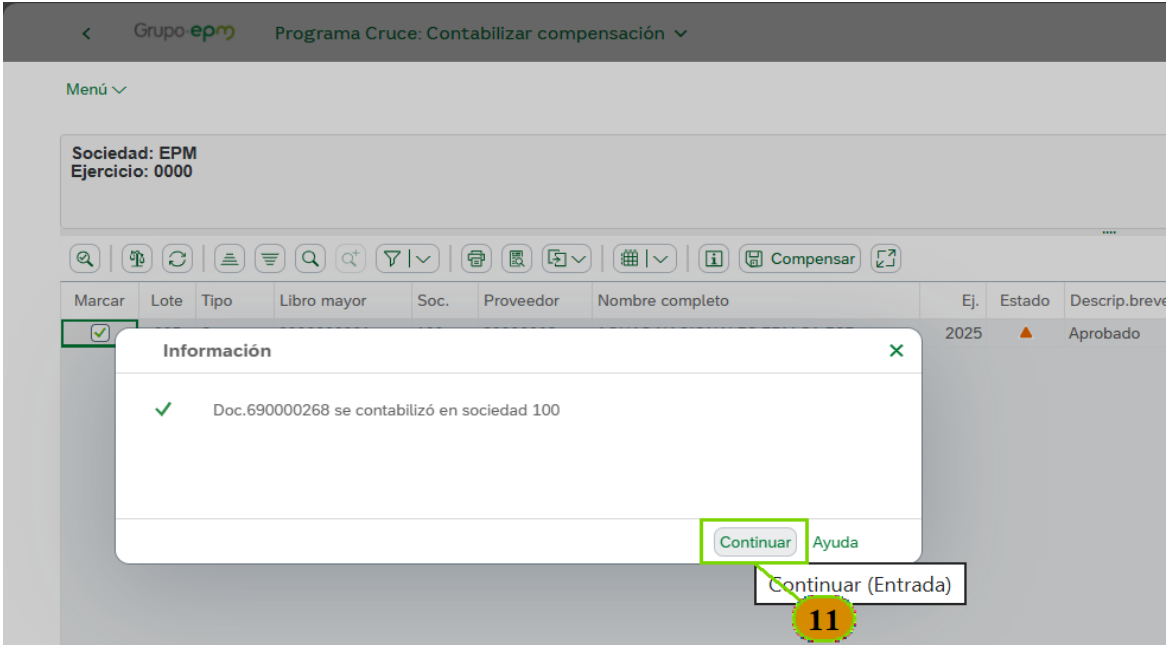 Grupo·epm Programa Cruce: Contabilizar compensación
Menú
Sociedad: EPM
Ejercicio: 0000
Compensar
Marcar Lote Tipo Libro mayor Soc. Proveedor Nombre completo Ej. Estado Descrip.breve
2025 Aprobado
Información
Doc.690000268 se contabilizó en sociedad 100
Continuar Ayuda
Continuar (Entrada)
11